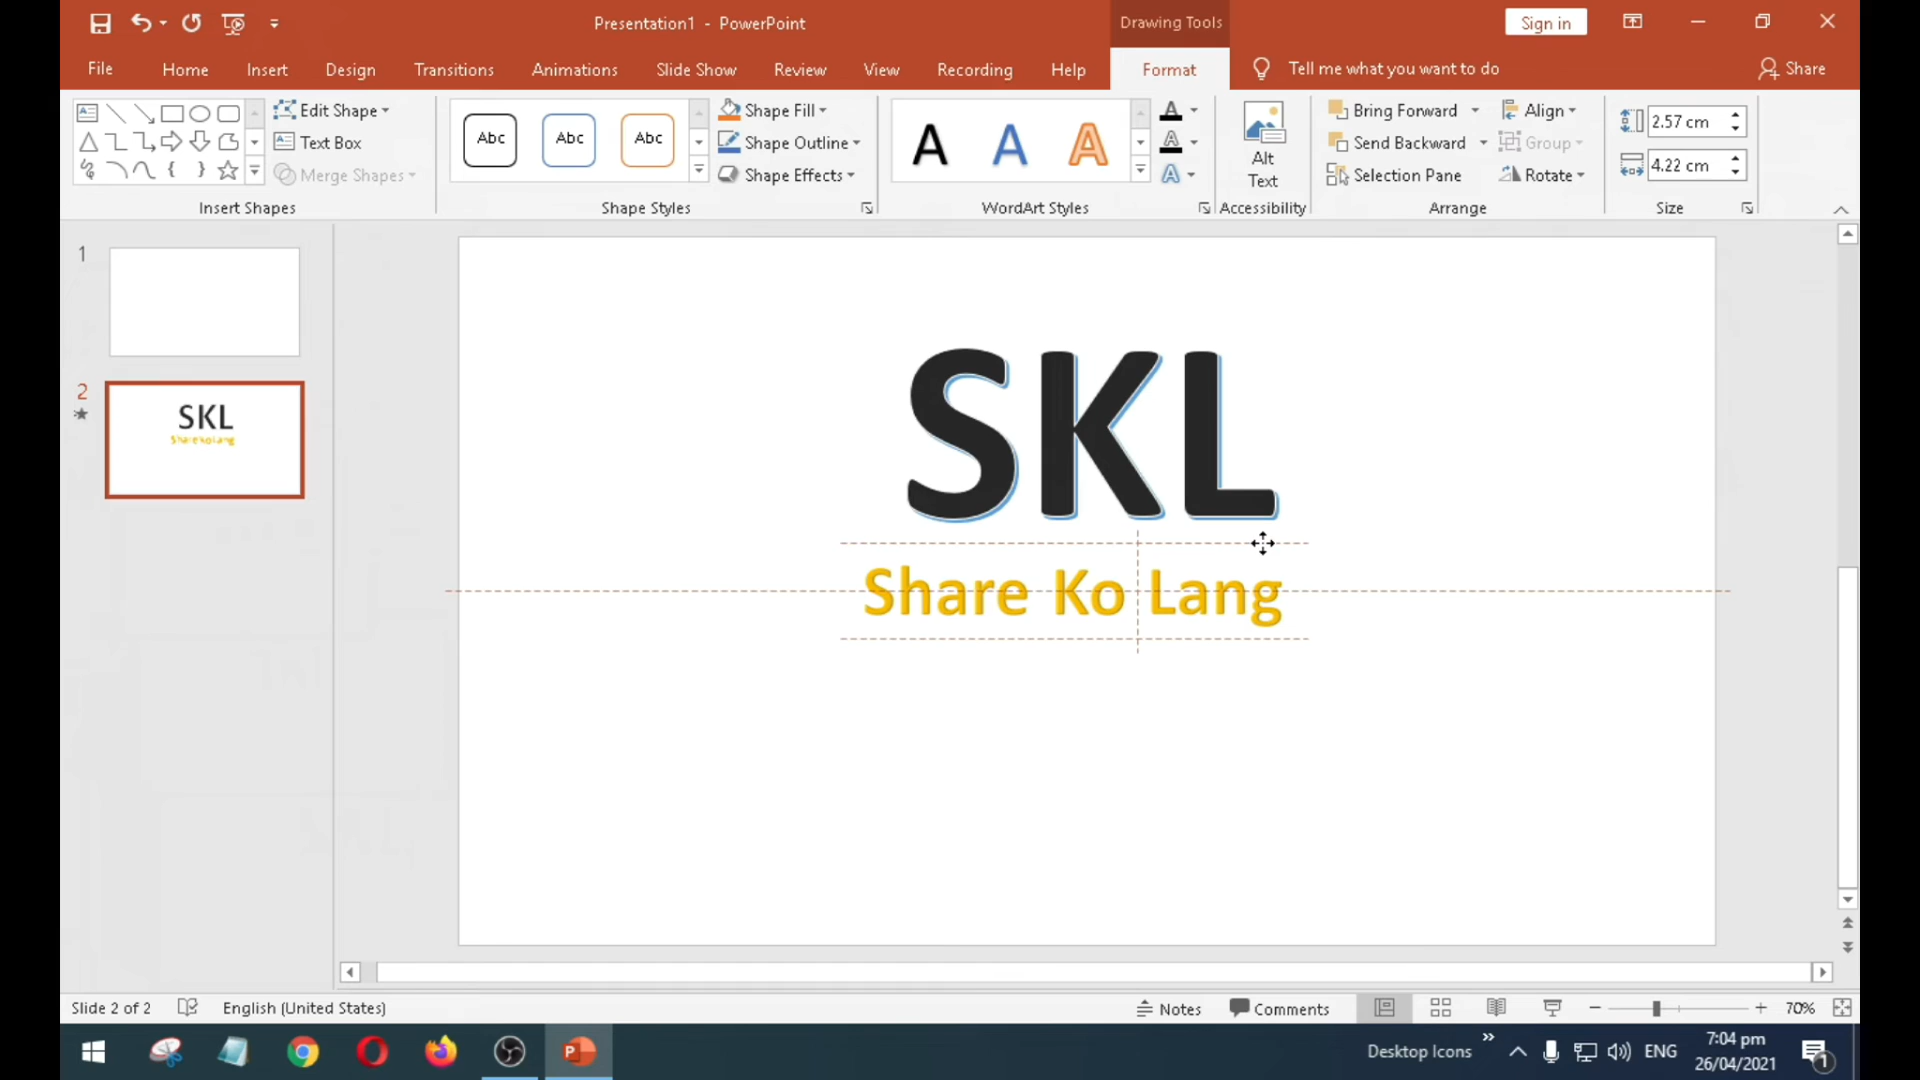 Presentation1 - PowerPoint
Drawing Tools
Sign in
File
Home
Insert
Design
Transitions
Animations
Slide Show
Review
View
Recording
Help
Format
Tell me what you want to do
Share
Edit Shape
Text Box
Merge Shapes
Insert Shapes
Abc
Abc
Abc
Shape Fill
Shape Outline
Shape Effects
Shape Styles
A
A
A
A
A
A
WordArt Styles
Alt
Text
Accessibility
Bring Forward
Send Backward
Selection Pane
Align
Group
Rotate
Arrange
2.57 cm
4.22 cm
Size
1
2
SKL
Share Ko Lang
SKL
Share Ko Lang
Slide 2 of 2
English (United States)
Notes
Comments
70%
Desktop Icons
ENG
7:04 pm
26/04/2021
1